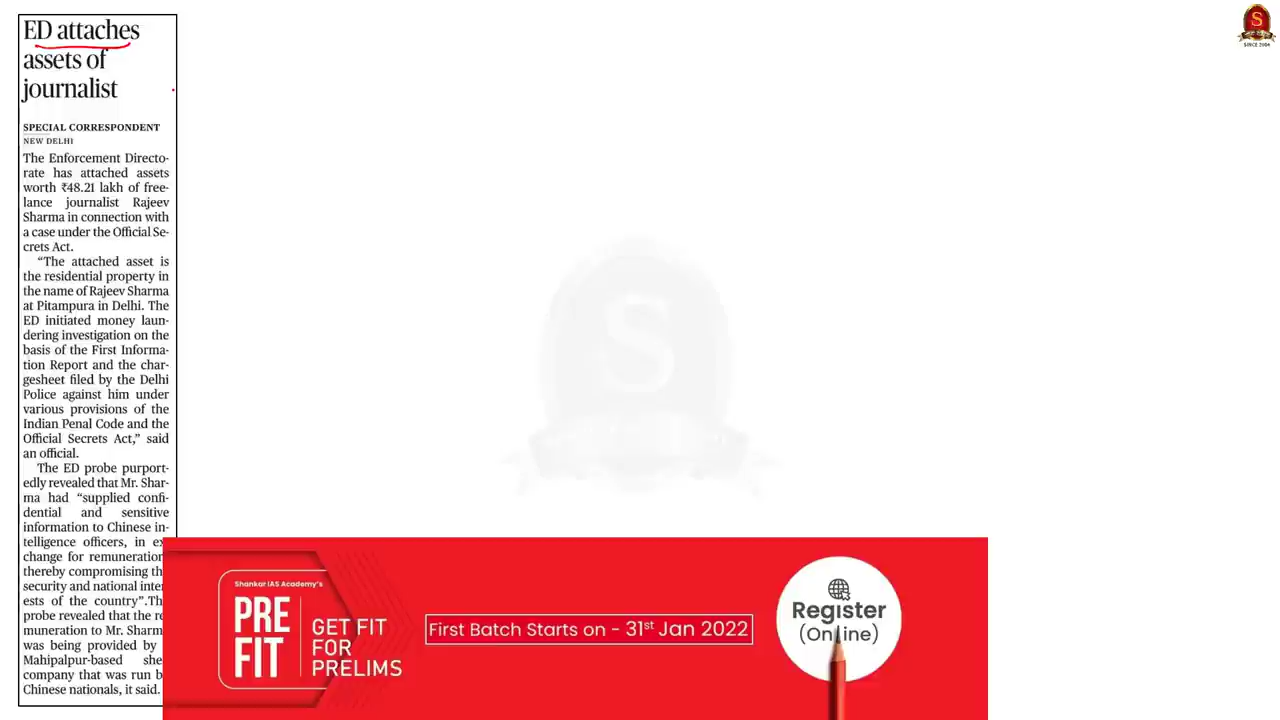 ED attaches
assets of
journalist
SPECIAL CORRESPONDENT
NEW DELHI
The Enforcement Directo-
rate has attached assets
worth ₹48.21 lakh of free-
lance journalist Rajeev
Sharma in connection with
a case under the Official Se-
crets Act.
“The attached asset is
the residential property in
the name of Rajeev Sharma
at Pitampura in Delhi. The
ED initiated money laun-
dering investigation on the
basis of the First Informa-
tion Report and the char-
gesheet filed by the Delhi
Police against him under
various provisions of the
Indian Penal Code and the
Official Secrets Act,” said
an official.
The ED probe purport-
edly revealed that Mr. Shar-
ma had “supplied confi-
dential and sensitive
information to Chinese in-
telligence officers, in ex
change for remuneration
thereby compromising th
security and national inter
ests of the country”.Th
probe revealed that the re
muneration to Mr. Sharm
was being provided by
Mahipalpur-based she
company that was run b
Chinese nationals, it said.
Shankar IAS Academy's
PRE
FIT
GET FIT
FOR
PRELIMS
First Batch Starts on - 31st Jan 2022
Register
(Online)
S
SINCE 2004
S